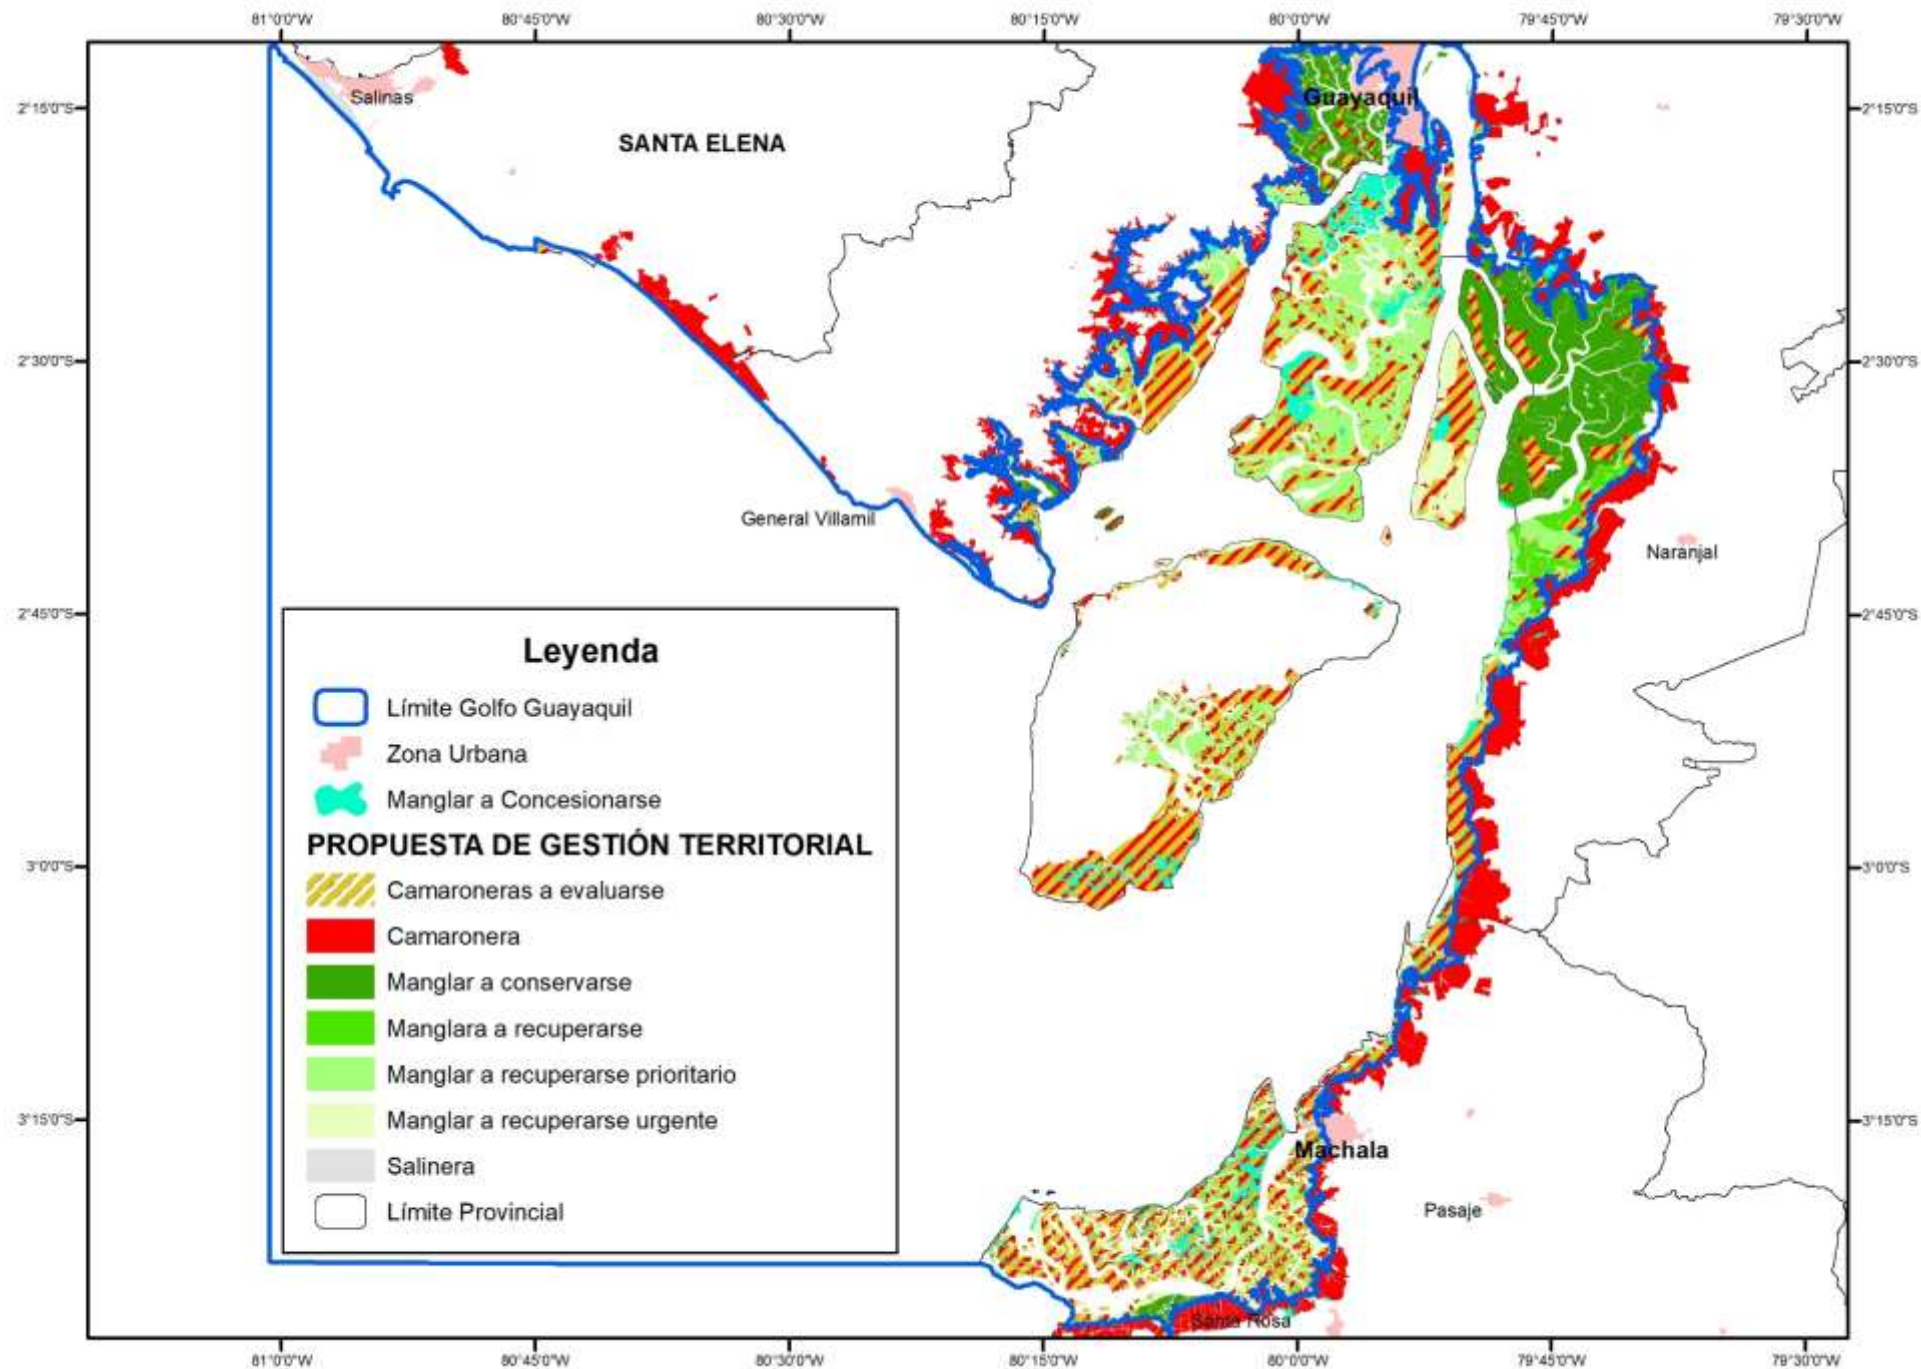 81°0'0"W 80°45'0"W 80°30'0"W 80°15'0"W 80°0'0"W 79°45'0"W 79°30'0"W
Salinas
Guayaquil
2°15'0"S 2°15'0"S
SANTA ELENA
2°30'0"S 2°30'0"S
General Villamil
Naranjal
2°45'0"S 2°45'0"S
Leyenda
Límite Golfo Guayaquil
Zona Urbana
Manglar a Concesionarse
PROPUESTA DE GESTIÓN TERRITORIAL
3°0'0"S 3°0'0"S
Camaroneras a evaluarse
Camaronera
Manglar a conservarse
Manglara a recuperarse
Manglar a recuperarse prioritario
Manglar a recuperarse urgente
3°15'0"S 3°15'0"S
Machala
Salinera
Límite Provincial
Pasaje
Santa Rosa
81°0'0"W 80°45'0"W 80°30'0"W 80°15'0"W 80°0'0"W 79°45'0"W 79°30'0"W